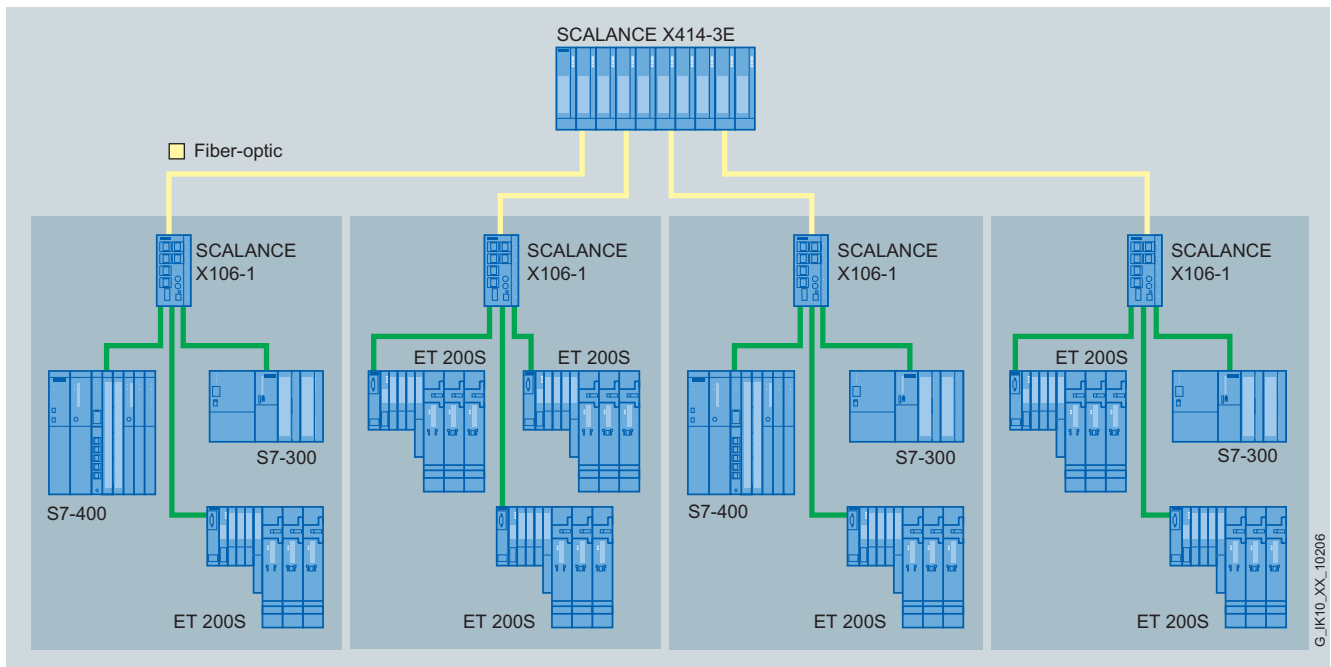 SCALANCE X414-3E
Fiber-optic
SCALANCE
X106-1
SCALANCE
X106-1
SCALANCE
X106-1
SCALANCE
X106-1
S7-400
S7-300
ET 200S
ET 200S
ET 200S
ET 200S
S7-400
S7-300
ET 200S
ET 200S
S7-300
ET 200S
G_IK10_XX_10206